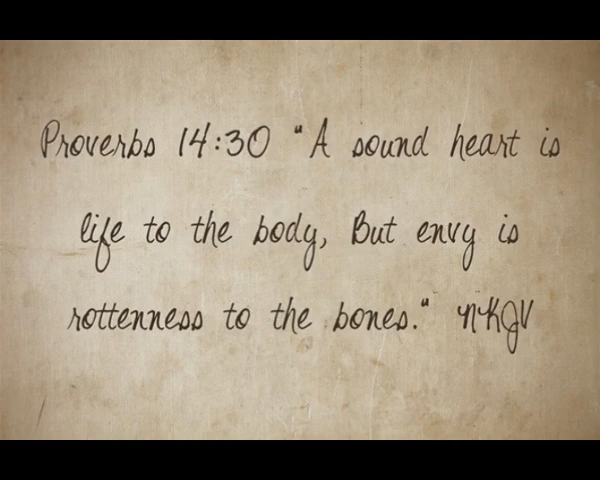 Proverbs 14:30 "A sound heart is
life to the body, But envy is
rottenness to the bones." NKJV